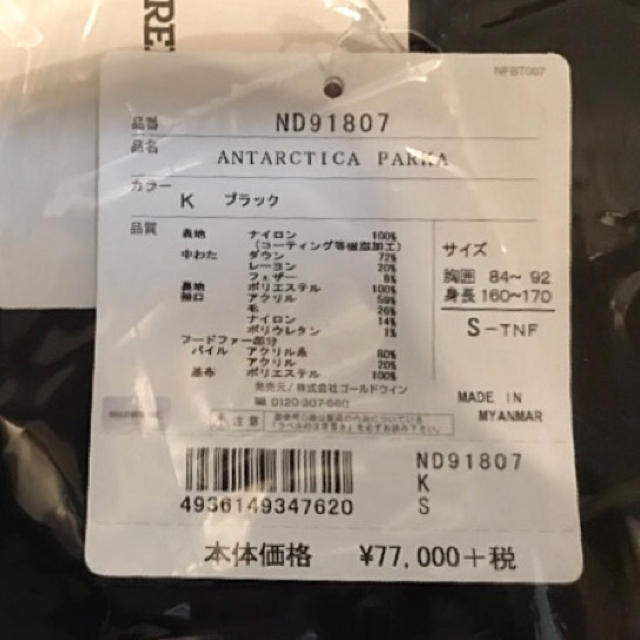 RE
NFBT007
品番 ND91807
品名 ANTARCTICA PARKA
カラー K ブラック
品質 表地 ナイロン 100%
(コーティング等樹脂加工)
中わた ダウン 72%
レーヨン 20%
フェザー 8%
裏地 ポリエステル 100%
袖口 アクリル 59%
毛 26%
ナイロン 14%
ポリウレタン 1%
フードファー部分
パイル アクリル系 80%
アクリル 20%
基布 ポリエステル 100%
発売元/株式会社ゴールドウイン
0120-307-560
サイズ
胸囲 84〜92
身長 160〜170
S-TNF
MADE IN
MYANMAR
注意
4936149347620
ND91807
K
S
本体価格 ¥77,000+税